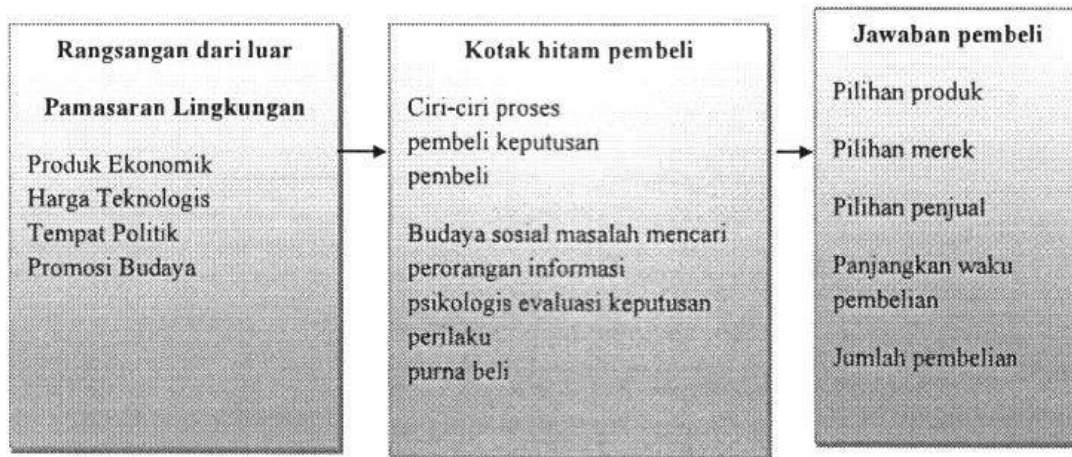 Rangsangan dari luar
Pamasaran Lingkungan
Produk Ekonomik
Harga Teknologis
Tempat Politik
Promosi Budaya
Kotak hitam pembeli
Ciri-ciri proses
pembeli keputusan
pembeli
Budaya sosial masalah mencari
perorangan informasi
psikologis evaluasi keputusan
perilaku
purna beli
Jawaban pembeli
Pilihan produk
Pilihan merek
Pilihan penjual
Panjangkan waku
pembelian
Jumlah pembelian